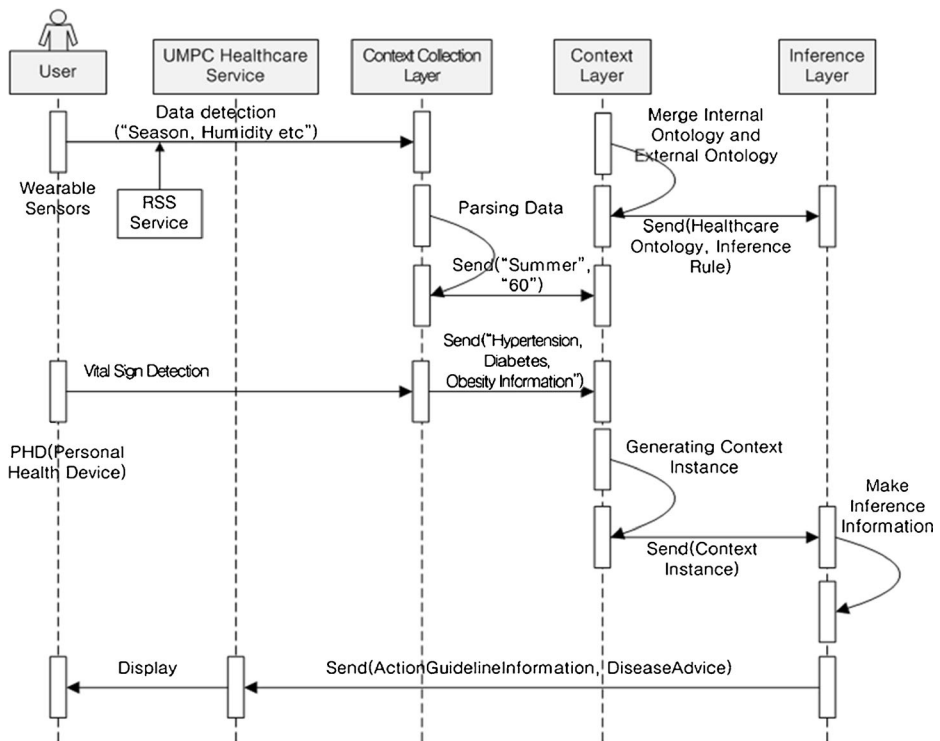 User
UMPC Healthcare
Service
Context Collection
Layer
Context
Layer
Inference
Layer
Data detection
("Season, Humidity etc")
Merge Internal
Ontology and
External Ontology
Wearable
Sensors
RSS
Service
Parsing Data
Send(Healthcare
Ontology, Inference
Rule)
Send("Summer",
"60")
Send("Hypertension,
Diabetes,
Obesity Information")
Vital Sign Detection
PHD(Personal
Health Device)
Generating Context
Instance
Make
Inference
Information
Send(Context
Instance)
Display
Send(ActionGuidelineInformation, DiseaseAdvice)